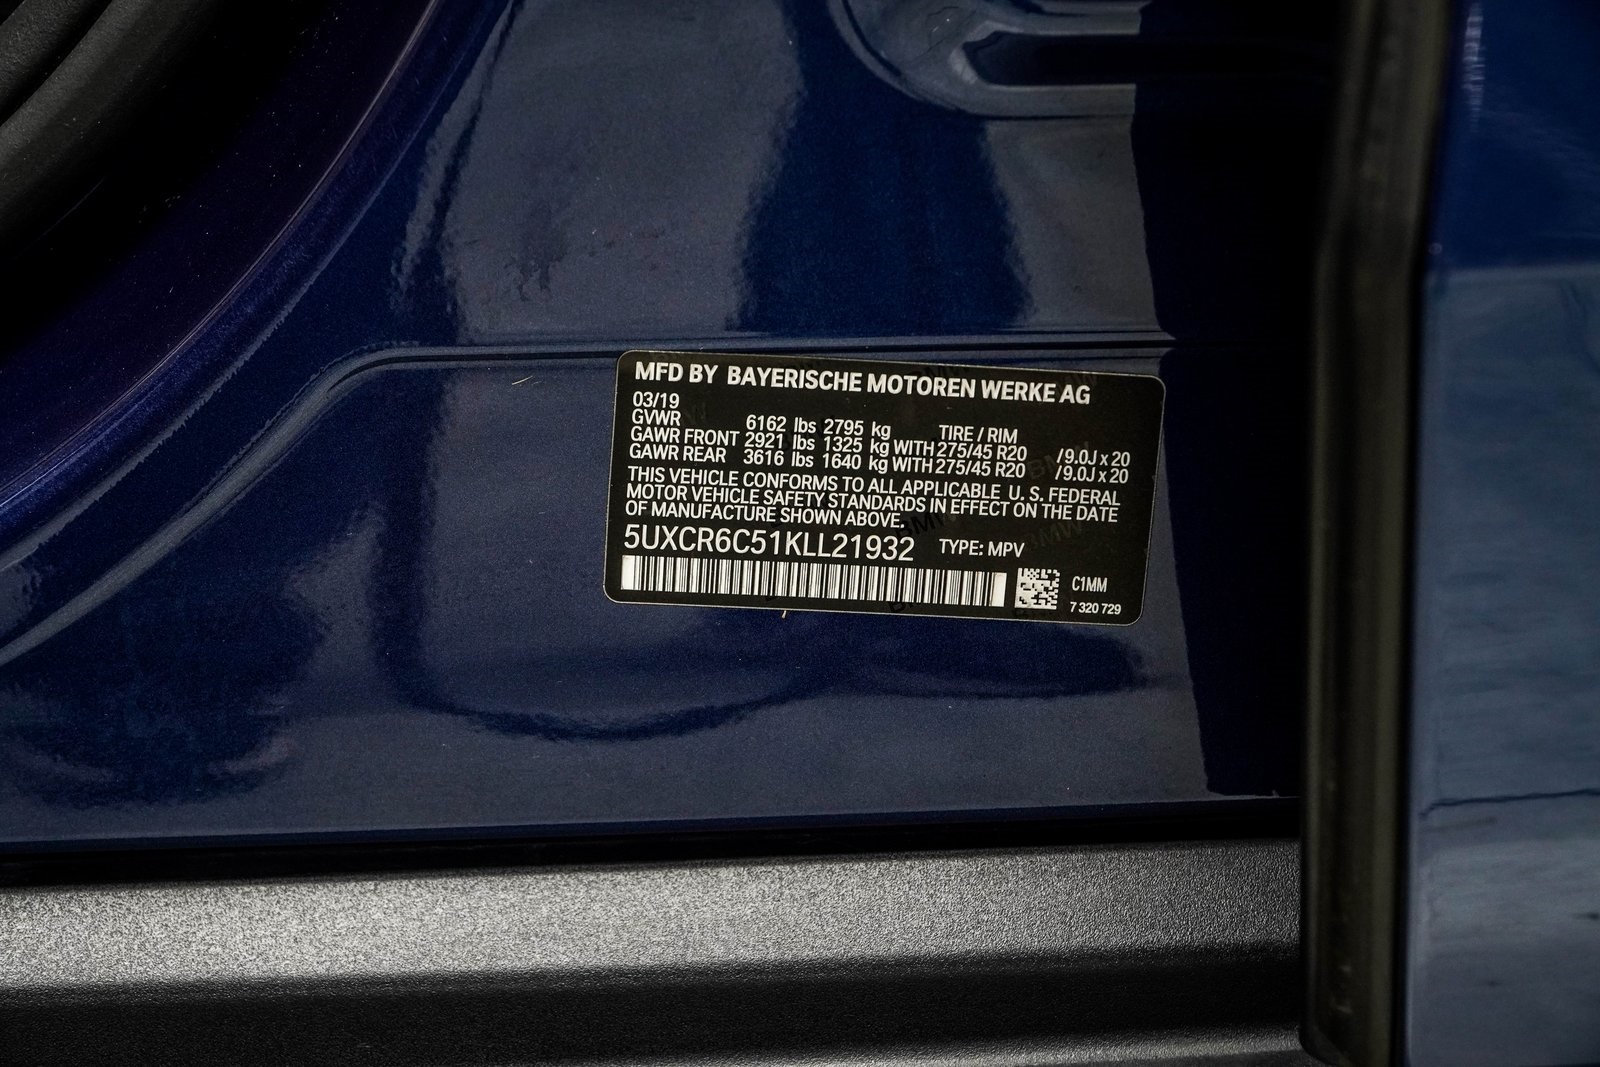 MFD BY BAYERISCHE MOTOREN WERKE AG
03/19
GVWR 6162 lbs 2795 kg TIRE / RIM
GAWR FRONT 2921 lbs 1325 kg WITH 275/45 R20 /9.0J x 20
GAWR REAR 3616 lbs 1640 kg WITH 275/45 R20 /9.0J x 20
THIS VEHICLE CONFORMS TO ALL APPLICABLE U. S. FEDERAL
MOTOR VEHICLE SAFETY STANDARDS IN EFFECT ON THE DATE
OF MANUFACTURE SHOWN ABOVE.
5UXCR6C51KLL21932 TYPE: MPV
C1MM
7 320 729